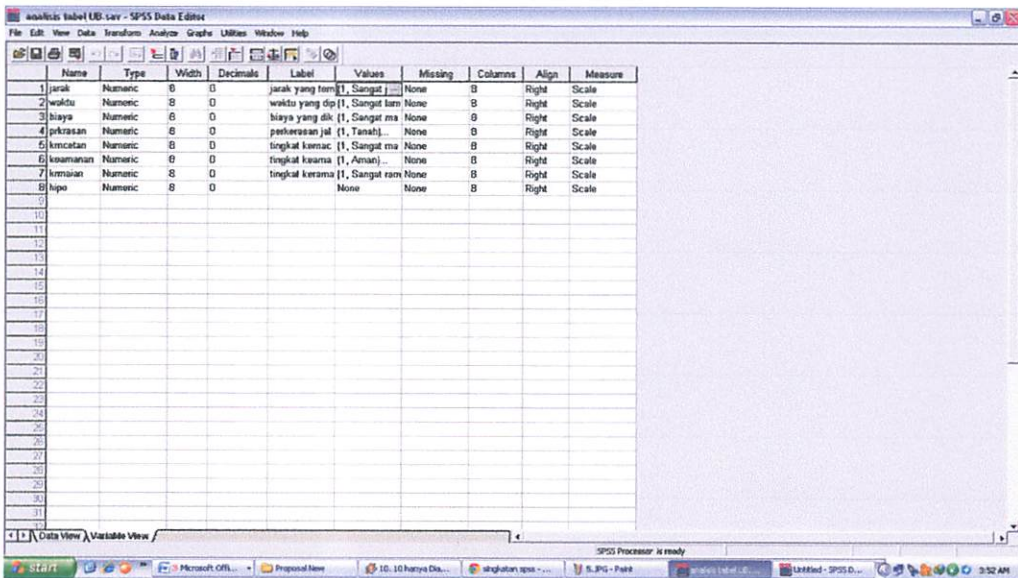 analisis tabel UB.sav - SPSS Data Editor
File Edit View Data Transform Analyze Graphs Utilities Window Help
Name Type Width Decimals Label Values Missing Columns Align Measure
1 jarak Numeric 8 0 jarak yang tem {1, Sangat j ... None 8 Right Scale
2 waktu Numeric 8 0 waktu yang dip {1, Sangat lam None 8 Right Scale
3 biaya Numeric 8 0 biaya yang dik {1, Sangat ma None 8 Right Scale
4 prkrasan Numeric 8 0 perkerasan jal {1, Tanah}... None 8 Right Scale
5 kmcetan Numeric 8 0 tingkat kemac {1, Sangat ma None 8 Right Scale
6 keamanan Numeric 8 0 tingkat keama {1, Aman}... None 8 Right Scale
7 krmaian Numeric 8 0 tingkat kerama {1, Sangat ram None 8 Right Scale
8 hipo Numeric 8 0 None None 8 Right Scale
9
10
11
12
13
14
15
16
17
18
19
20
21
22
23
24
25
26
27
28
29
30
31
Data View Variable View
SPSS Processor is ready
start 3 Microsoft Offi... Proposal New 10. 10 hanya Dia... singkatan spss - ... 5.JPG - Paint analisis tabel UB.... Untitled - SPSS D... 3:52 AM